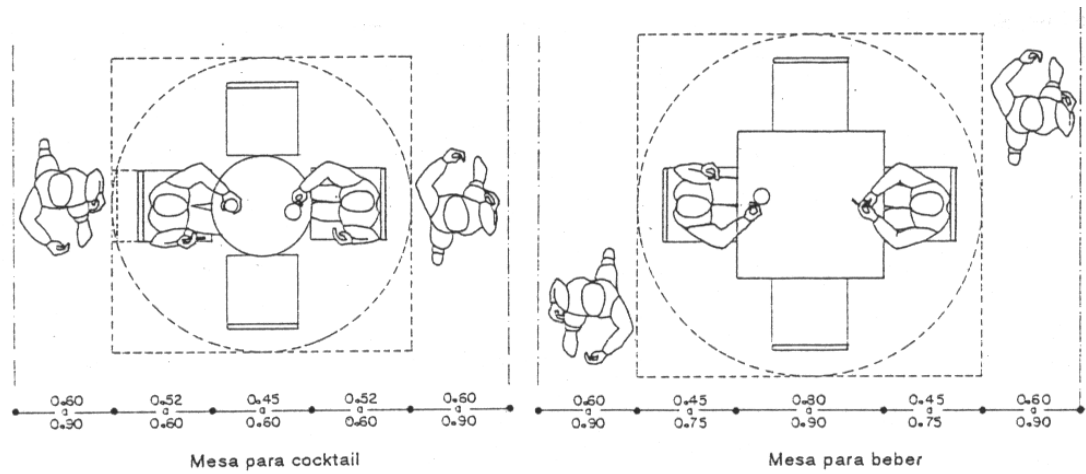 0.60 a 0.90 0.52 a 0.60 0.45 a 0.60 0.52 a 0.60 0.60 a 0.90
Mesa para cocktail
0.60 a 0.90 0.45 a 0.75 0.80 a 0.90 0.45 a 0.75 0.60 a 0.90
Mesa para beber